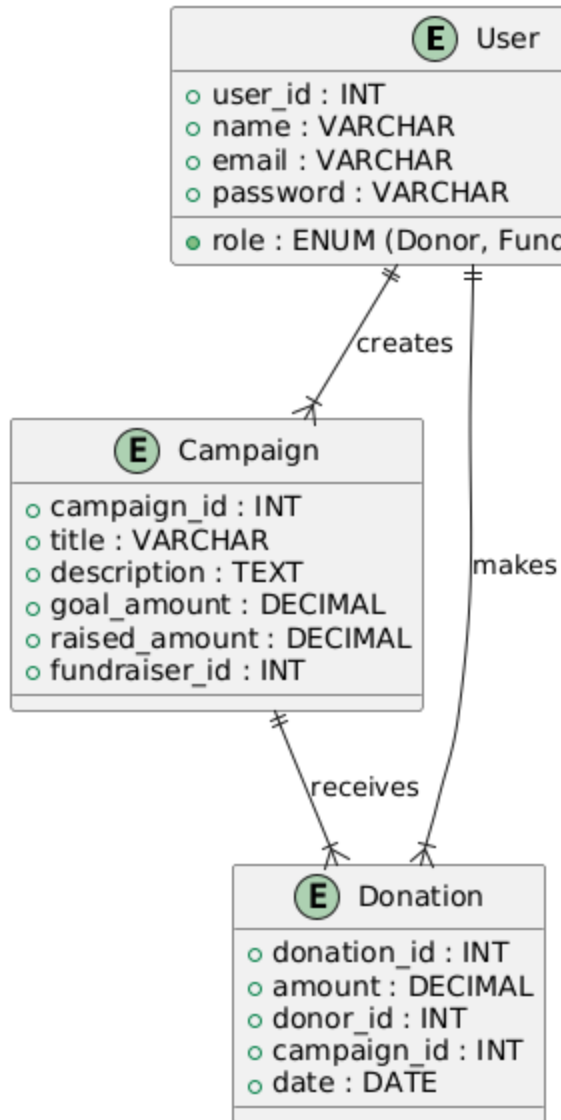 E User
user_id : INT
name : VARCHAR
email : VARCHAR
password : VARCHAR
role : ENUM (Donor, Fund
creates
E Campaign
campaign_id : INT
title : VARCHAR
description : TEXT
goal_amount : DECIMAL
raised_amount : DECIMAL
fundraiser_id : INT
makes
receives
E Donation
donation_id : INT
amount : DECIMAL
donor_id : INT
campaign_id : INT
date : DATE